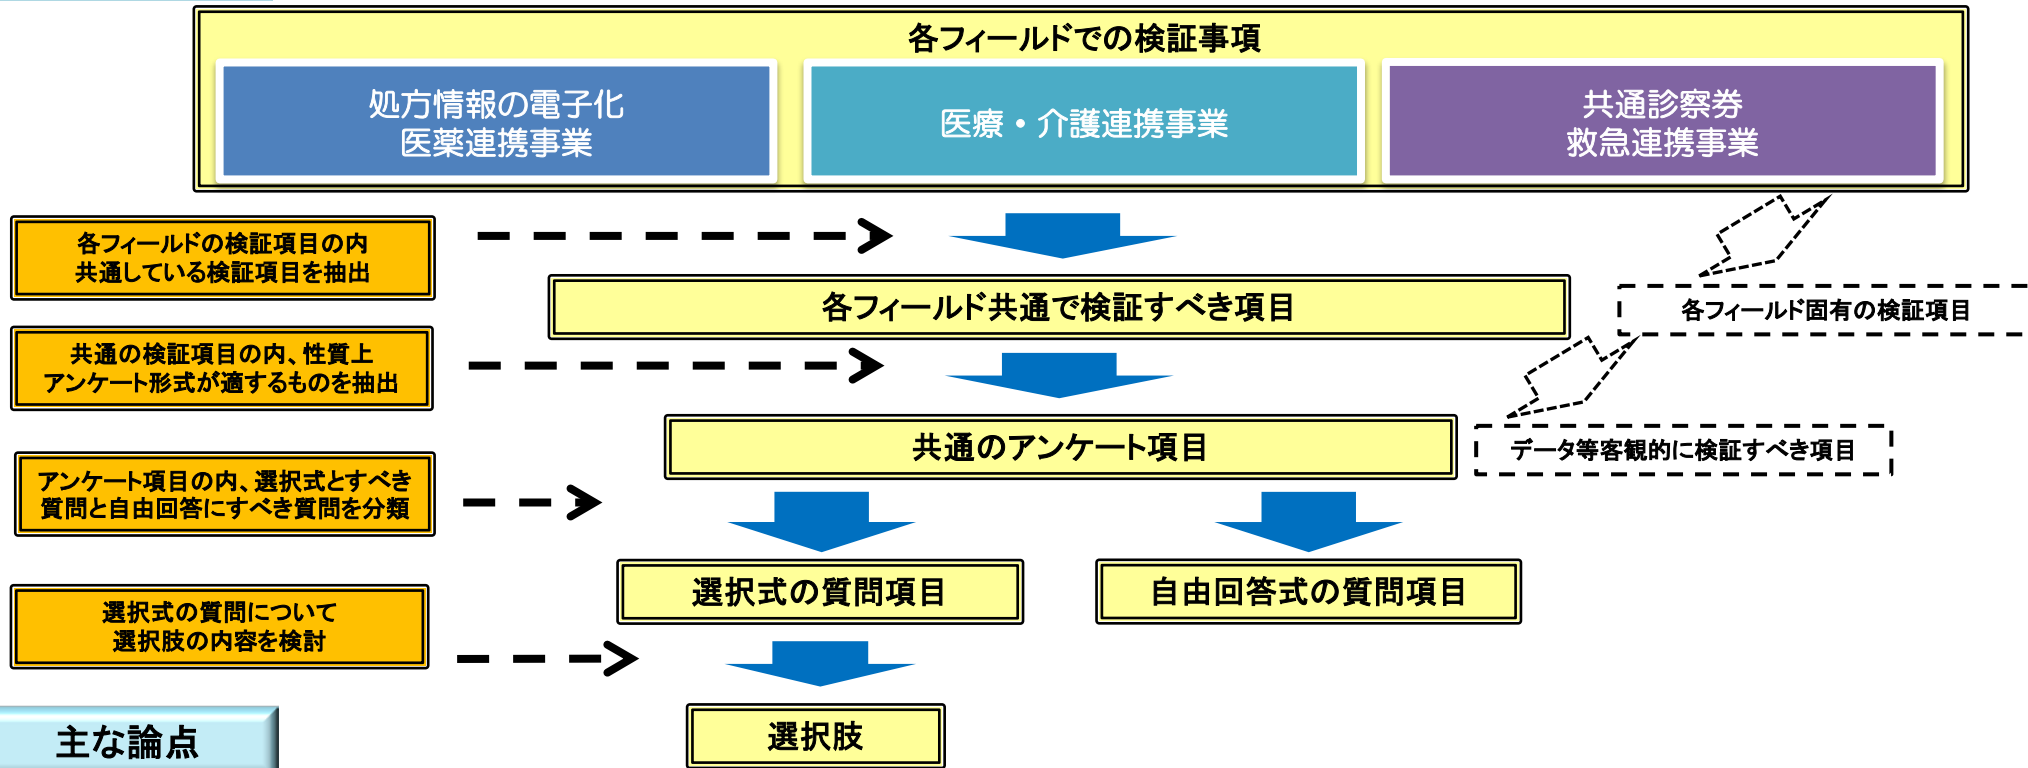 各フィールドでの検証事項
処方情報の電子化
医薬連携事業
医療・介護連携事業
共通診察券
救急連携事業
各フィールドの検証項目の内
共通している検証項目を抽出
各フィールド共通で検証すべき項目
各フィールド固有の検証項目
共通の検証項目の内、性質上
アンケート形式が適するものを抽出
共通のアンケート項目
データ等客観的に検証すべき項目
アンケート項目の内、選択式とすべき
質問と自由回答にすべき質問を分類
選択式の質問項目
自由回答式の質問項目
選択式の質問について
選択肢の内容を検討
選択肢
主な論点